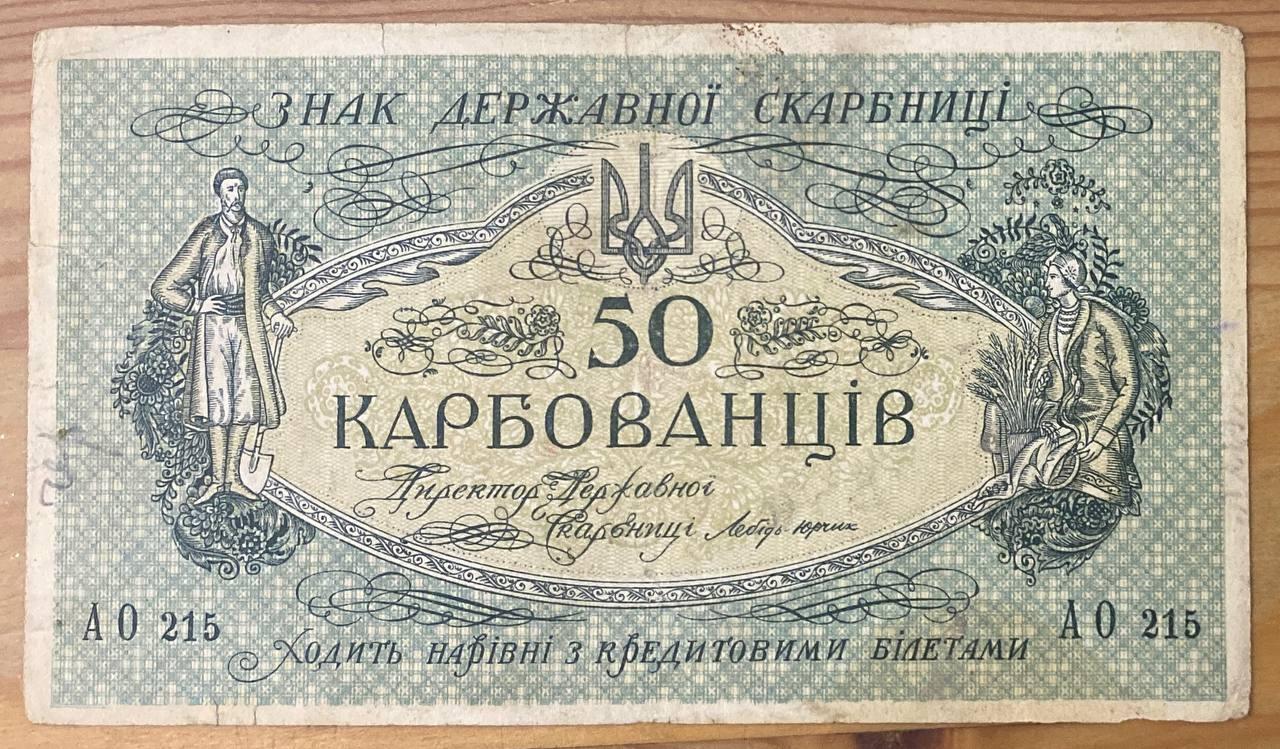 ЗНАК ДЕРЖАВНОЇ СКАРБНИЦІ
50
КАРБОВАНЦІВ
Директор Державної
Скарбниці Лебідь-Юрчик
АО 215
АО 215
Ходить нарівні з кредитовими білетами